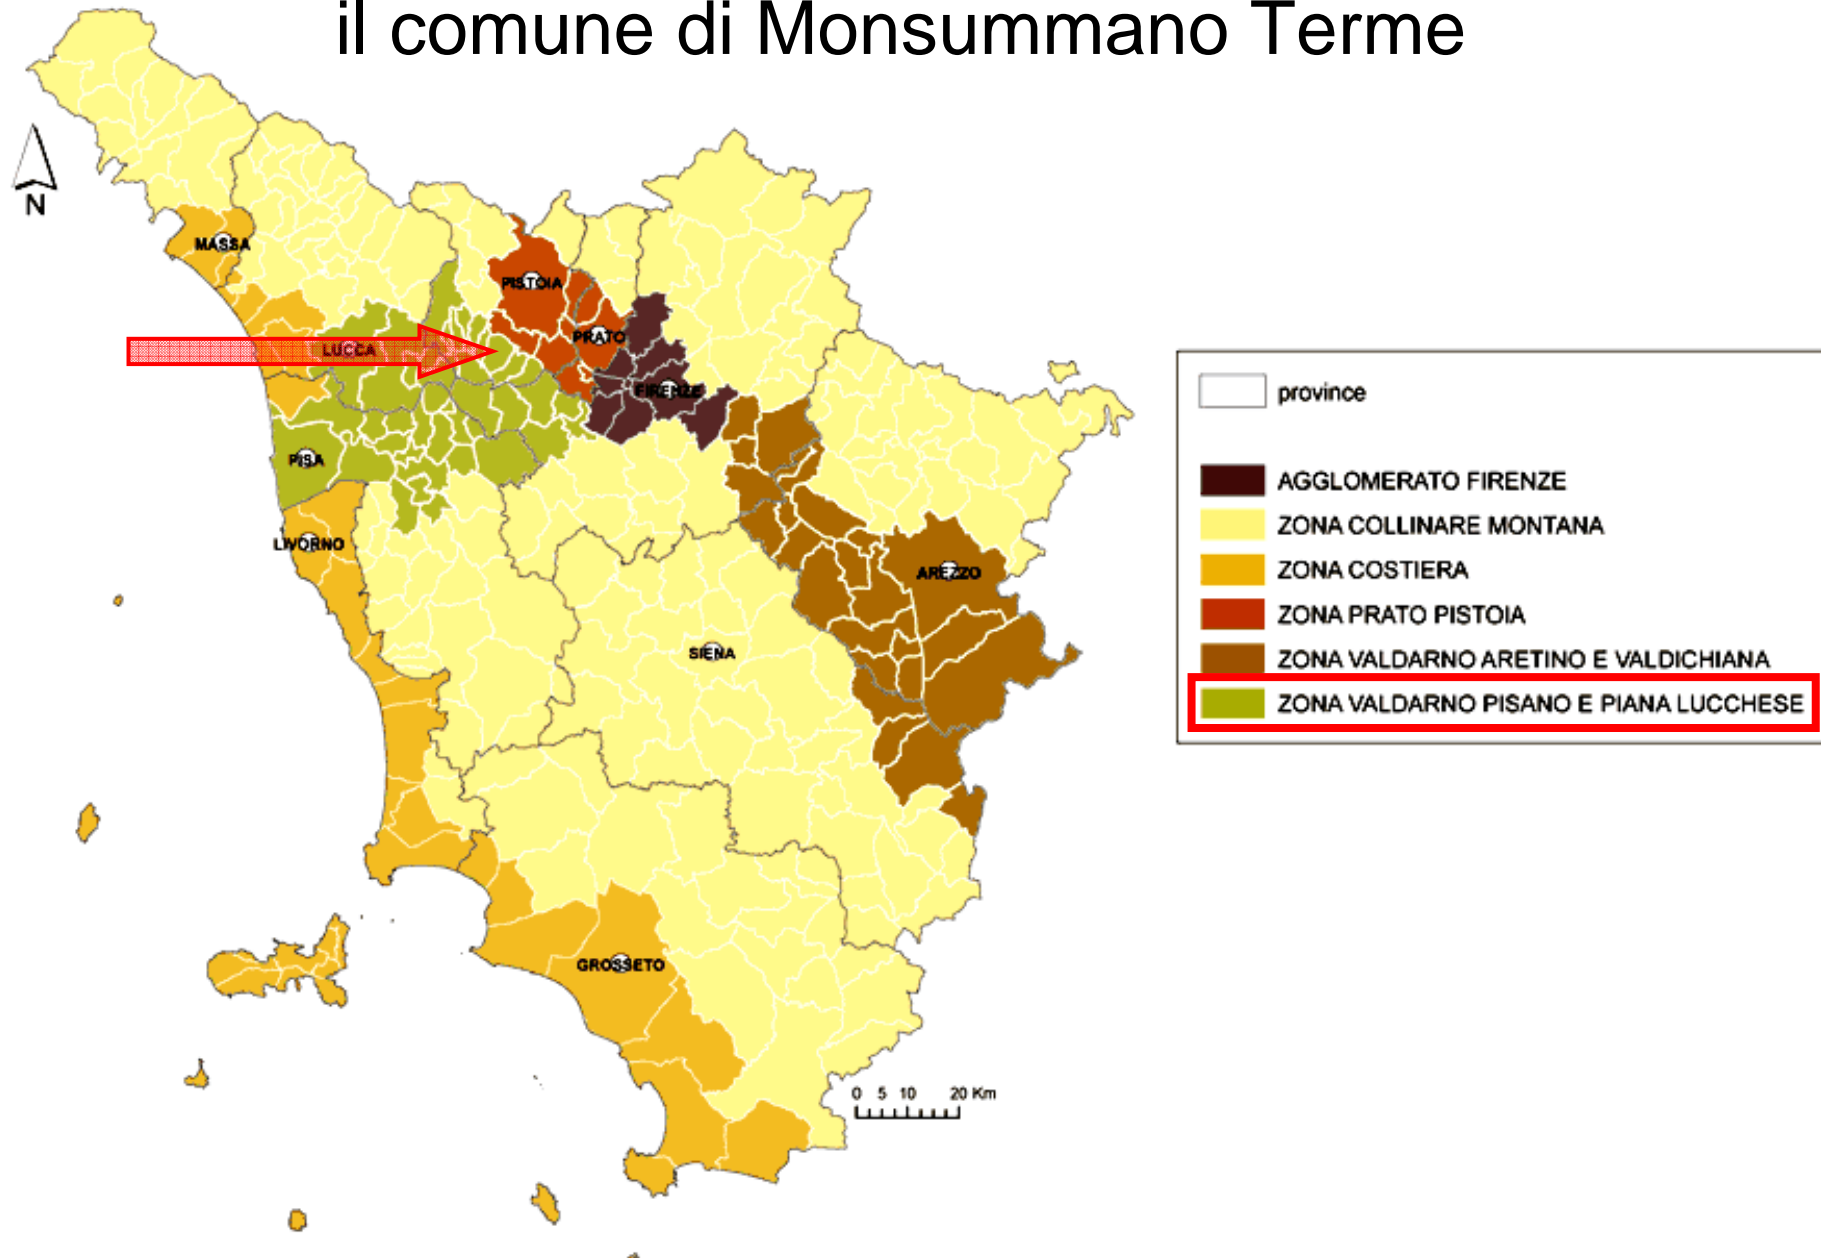 il comune di Monsummano Terme
N
MASSA
PISTOIA
PRATO
LUCCA
FIRENZE
PISA
LIVORNO
AREZZO
SIENA
GROSSETO
0 5 10 20 Km
province
AGGLOMERATO FIRENZE
ZONA COLLINARE MONTANA
ZONA COSTIERA
ZONA PRATO PISTOIA
ZONA VALDARNO ARETINO E VALDICHIANA
ZONA VALDARNO PISANO E PIANA LUCCHESE